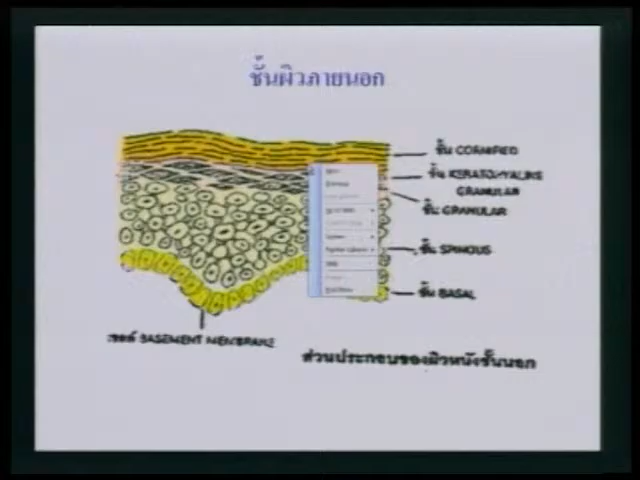 ชั้นผิวภายนอก
ชั้น CORNIFIED
ชั้น KERATOHYALINE
GRANULAR
ชั้น GRANULAR
ชั้น SPINOUS
ชั้น BASAL
เซลล์ BASEMENT MEMBRANE
ส่วนประกอบของผิวหนังชั้นนอก